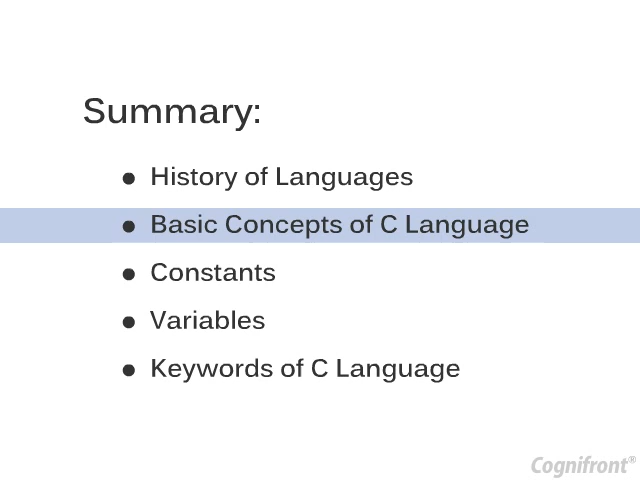 Summary:
● History of Languages
● Basic Concepts of C Language
● Constants
● Variables
● Keywords of C Language
Cognifront®